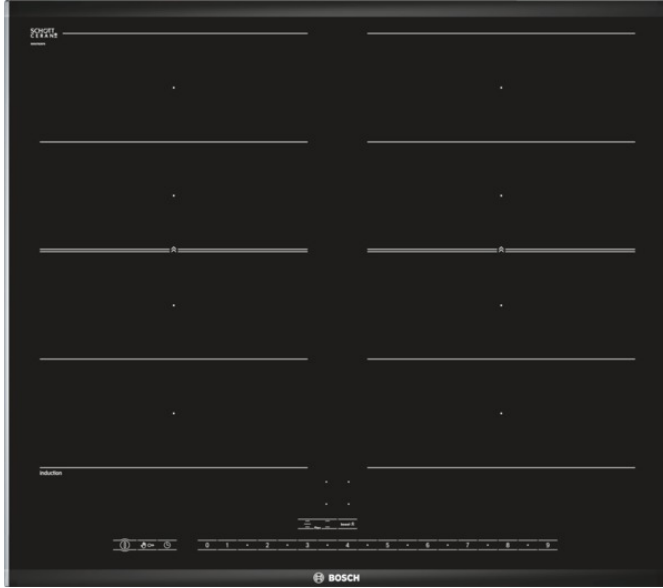 SCHOTT
CERAN®
induction
0 1 • 2 • 3 • 4 • 5 • 6 • 7 • 8 • 9
BOSCH